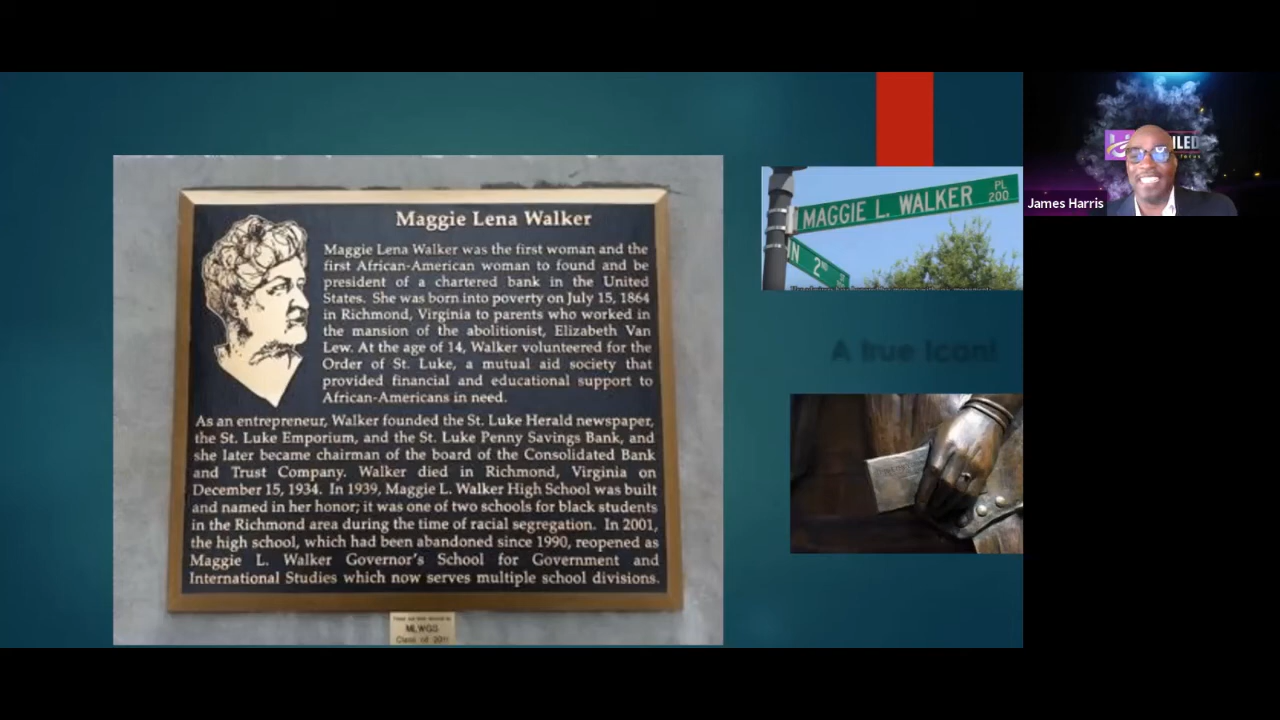 Maggie Lena Walker
Maggie Lena Walker was the first woman and the
first African-American woman to found and be
president of a chartered bank in the United
States. She was born into poverty on July 15, 1864
in Richmond, Virginia to parents who worked in
the mansion of the abolitionist, Elizabeth Van
Lew. At the age of 14, Walker volunteered for the
Order of St. Luke, a mutual aid society that
provided financial and educational support to
African-Americans in need.
As an entrepreneur, Walker founded the St. Luke Herald newspaper,
the St. Luke Emporium, and the St. Luke Penny Savings Bank, and
she later became chairman of the board of the Consolidated Bank
and Trust Company. Walker died in Richmond, Virginia on
December 15, 1934. In 1939, Maggie L. Walker High School was built
and named in her honor; it was one of two schools for black students
in the Richmond area during the time of racial segregation. In 2001,
the high school, which had been abandoned since 1990, reopened as
Maggie L. Walker Governor's School for Government and
International Studies which now serves multiple school divisions.
MLWGS
Class of 2011
MAGGIE L. WALKER PL 200
N 2ND
A true Icon!
James Harris